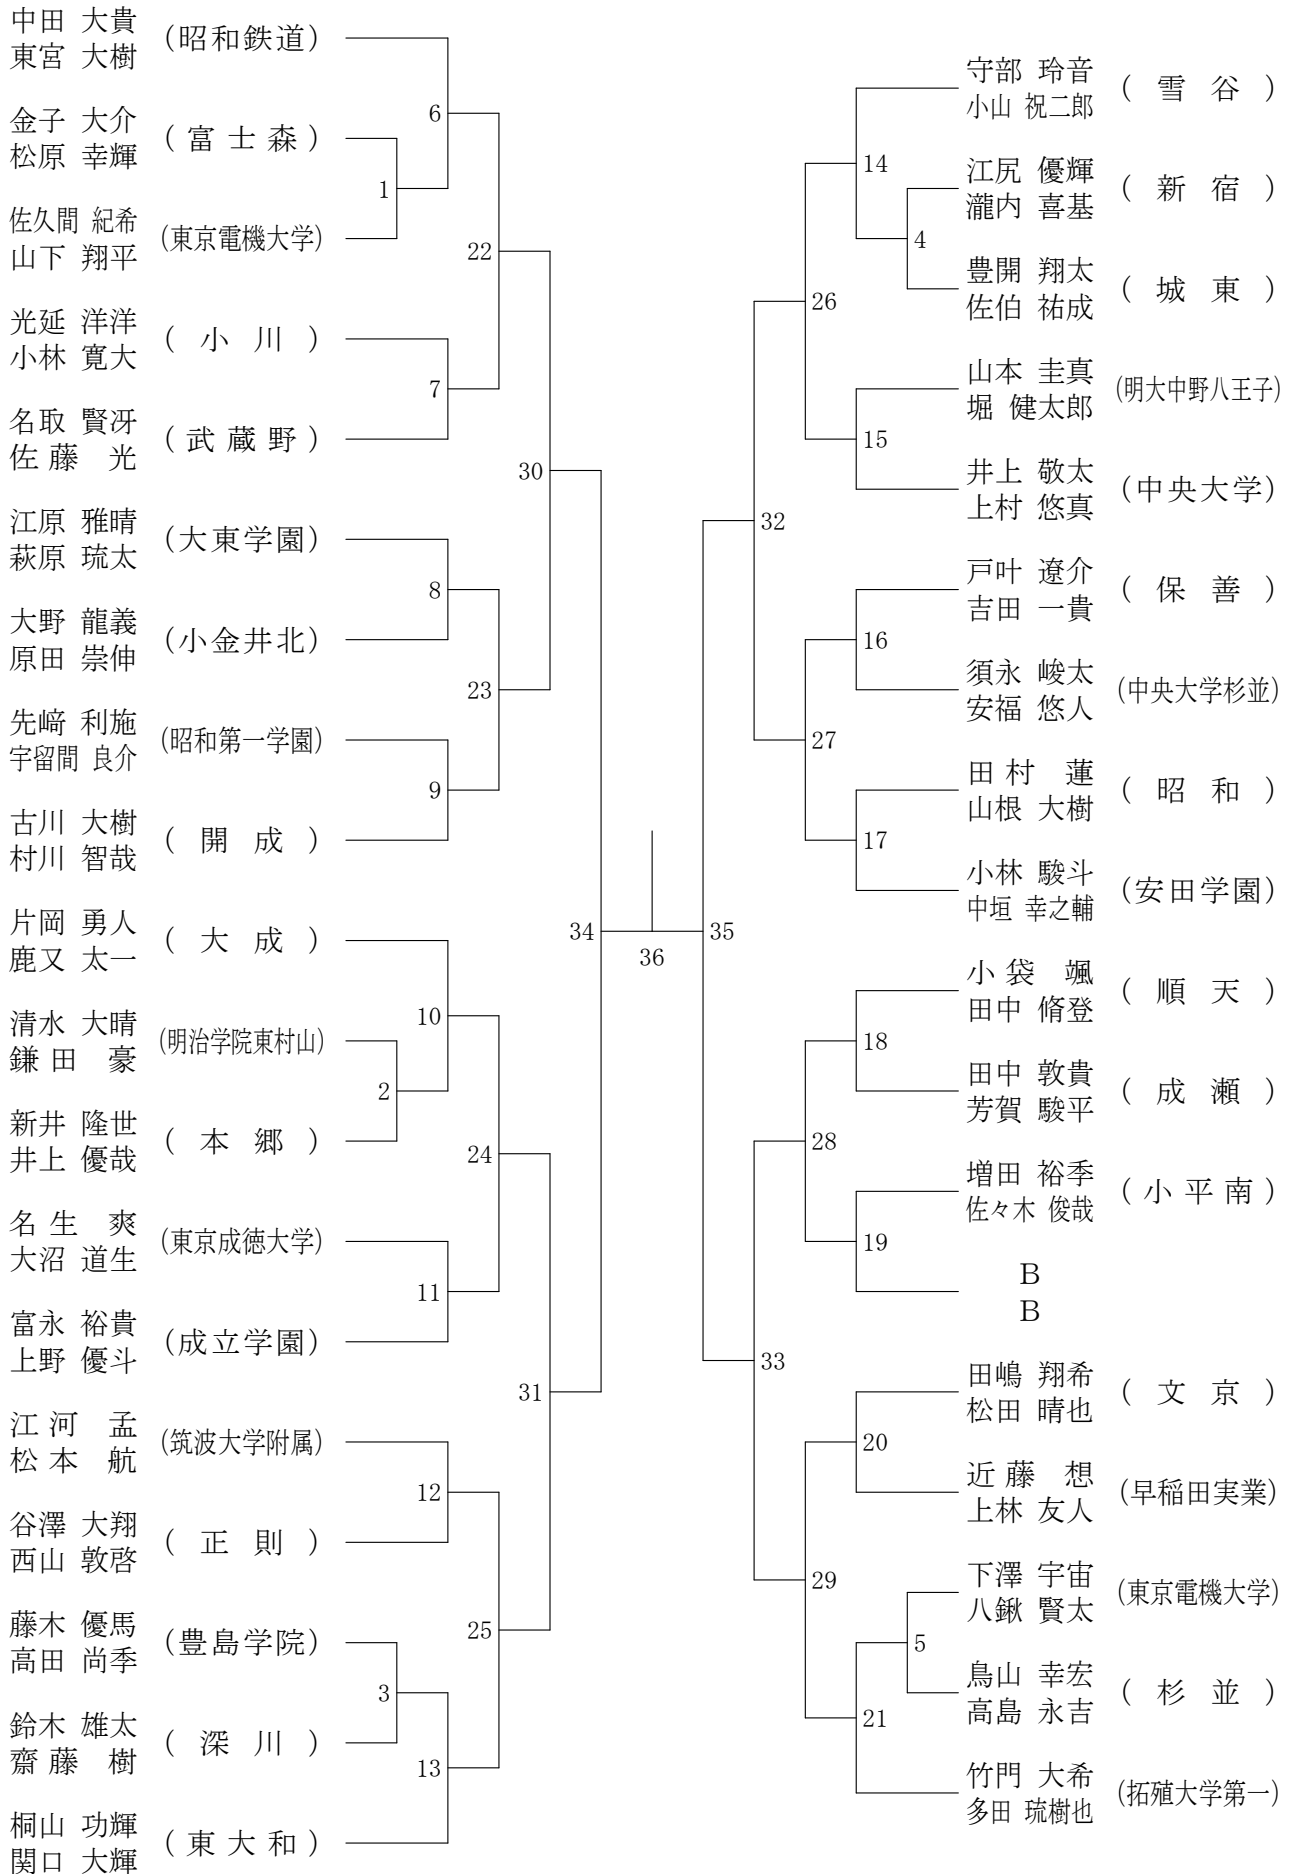 中田 大貴
東宮 大樹
(昭和鉄道)
金子 大介
松原 幸輝
(富士森)
佐久間 紀希
山下 翔平
(東京電機大学)
光延 洋洋
小林 寛大
(小川)
名取 賢冴
佐藤 光
(武蔵野)
江原 雅晴
萩原 琉太
(大東学園)
大野 龍義
原田 崇伸
(小金井北)
先﨑 利施
宇留間 良介
(昭和第一学園)
古川 大樹
村川 智哉
(開成)
片岡 勇人
鹿又 太一
(大成)
清水 大晴
鎌田 豪
(明治学院東村山)
新井 隆世
井上 優哉
(本郷)
名生 爽
大沼 道生
(東京成徳大学)
富永 裕貴
上野 優斗
(成立学園)
江河 孟
松本 航
(筑波大学附属)
谷澤 大翔
西山 敦啓
(正則)
藤木 優馬
高田 尚季
(豊島学院)
鈴木 雄太
齋藤 樹
(深川)
桐山 功輝
関口 大輝
(東大和)
6
1
22
7
30
8
23
9
34
10
2
24
11
31
12
25
3
13
36
35
14
4
26
15
32
16
27
17
18
28
19
33
20
29
5
21
守部 玲音
小山 祝二郎
(雪谷)
江尻 優輝
瀧内 喜基
(新宿)
豊開 翔太
佐伯 祐成
(城東)
山本 圭真
堀 健太郎
(明大中野八王子)
井上 敬太
上村 悠真
(中央大学)
戸叶 遼介
吉田 一貴
(保善)
須永 峻太
安福 悠人
(中央大学杉並)
田村 蓮
山根 大樹
(昭和)
小林 駿斗
中垣 幸之輔
(安田学園)
小袋 颯
田中 脩登
(順天)
田中 敦貴
芳賀 駿平
(成瀬)
増田 裕季
佐々木 俊哉
(小平南)
B
B
田嶋 翔希
松田 晴也
(文京)
近藤 想
上林 友人
(早稲田実業)
下澤 宇宙
八鍬 賢太
(東京電機大学)
鳥山 幸宏
高島 永吉
(杉並)
竹門 大希
多田 琉樹也
(拓殖大学第一)